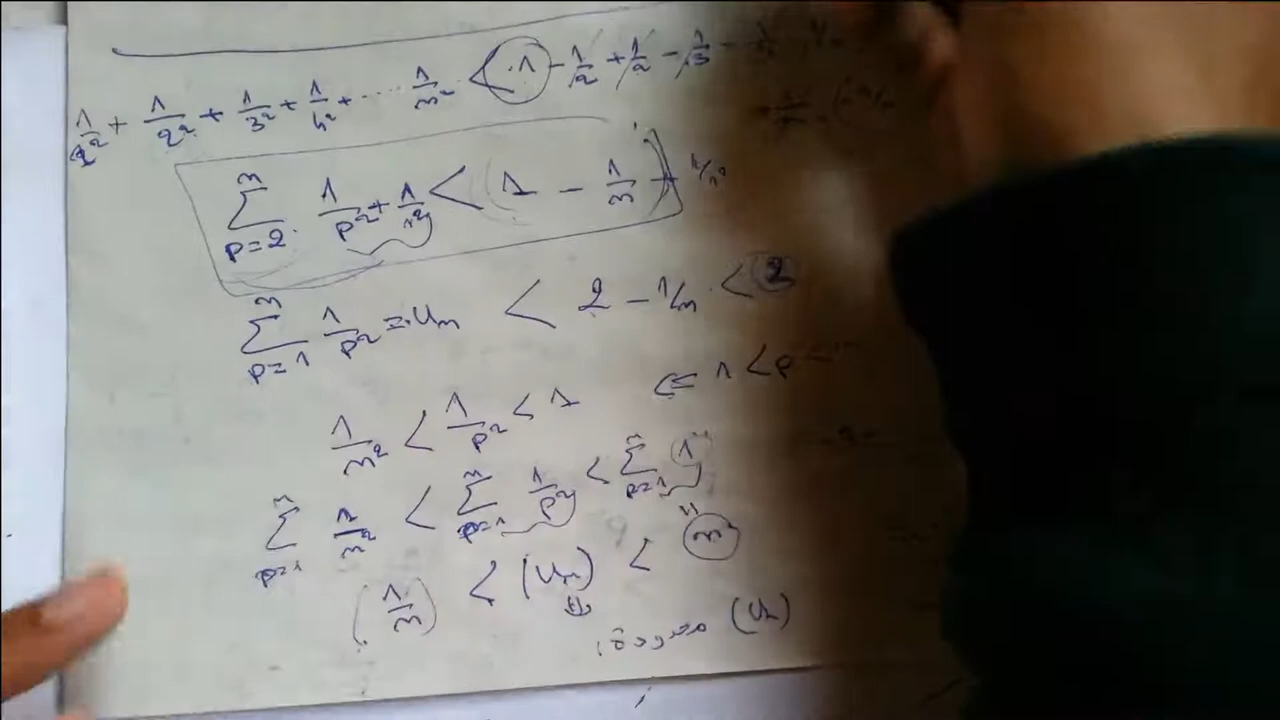 1/1² + 1/2² + 1/3² + 1/4² + .... 1/n² < 1 - 1/2 + 1/2 - 1/3
n Σ p=2 1/p² + 1/1² < 1 - 1/n + 1/1²
n Σ p=1 1/p² = Un < 2 - 1/n < 2
1/n² < 1/p² < 1 ⇐ 1 < p
n Σ p=1 1/n² < n Σ p=1 1/p² < n Σ p=1 1
(1/n) < (Un) < n
محدودة (Un)